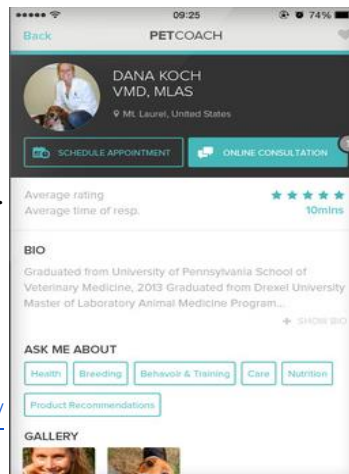 09:25
74%
Back
PETCOACH
DANA KOCH
VMD, MLAS
Mt. Laurel, United States
SCHEDULE APPOINTMENT
ONLINE CONSULTATION
Average rating
Average time of resp.
10mins
BIO
Graduated from University of Pennsylvania School of
Veterinary Medicine, 2013 Graduated from Drexel University
Master of Laboratory Animal Medicine Program...
+ SHOW BIO
ASK ME ABOUT
Health
Breeding
Behavoir & Training
Care
Nutrition
Product Recommendations
GALLERY